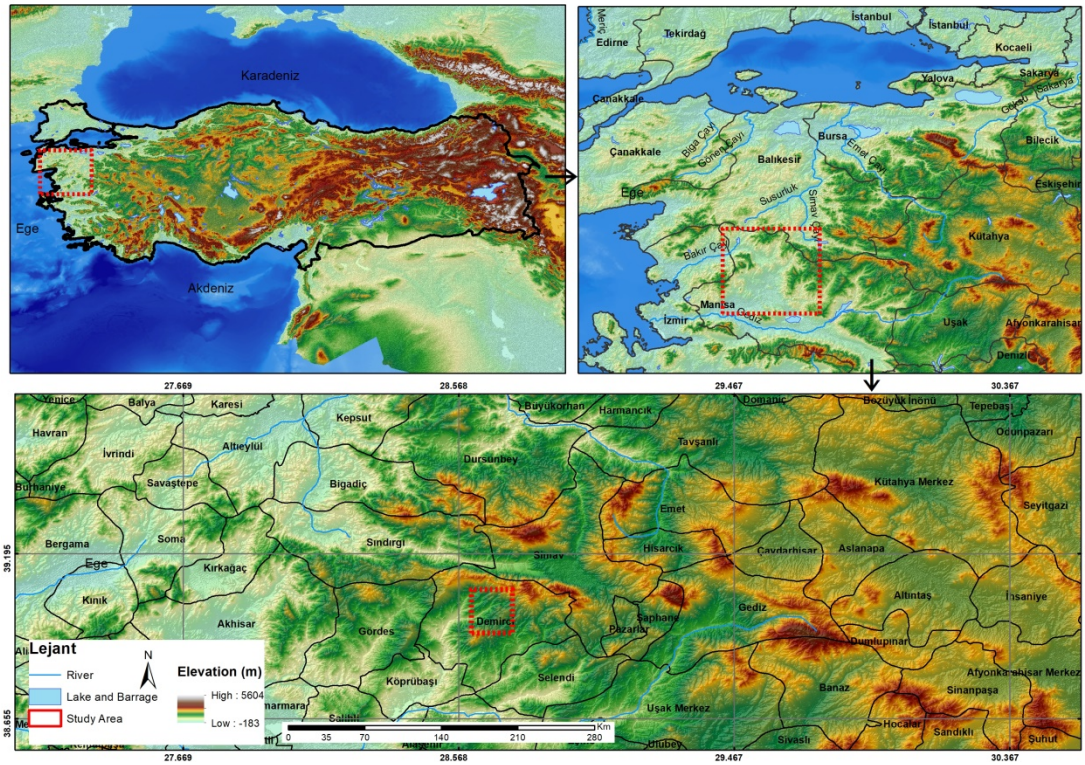 Karadeniz
Ege
Akdeniz
Meriç
Edirne
Tekirdağ
İstanbul
İstanbul
Kocaeli
Yalova
Sakarya
Göksu
Sakarya
Çanakkale
Çanakkale
Biga Çayı
Gönen Çayı
Balıkesir
Bursa
Emet Çayı
Bilecik
Eskişehir
Ege
Susurluk
Simav
Kütahya
Bakır Çayı
Manisa
Gediz
İzmir
Uşak
Afyonkarahisar
Denizli
27.669
28.568
29.467
30.367
Yenice
Balya
Karesi
Kepsut
Büyükorhan
Harmancık
Domaniç
Bozüyük
İnönü
Tepebaşı
Havran
İvrindi
Altıeylül
Dursunbey
Tavşanlı
Odunpazarı
Burhaniye
Savaştepe
Bigadiç
Kütahya Merkez
Seyitgazi
Emet
Bergama
Soma
Sındırgı
Simav
Hisarcık
Çavdarhisar
Aslanapa
39.195
Ege
Kırkağaç
Altıntaş
İhsaniye
Kınık
Akhisar
Gördes
Demirci
Pazarlar
Şaphane
Gediz
Dumlupınar
Köprübaşı
Selendi
Afyonkarahisar Merkez
Banaz
Sinanpaşa
Uşak Merkez
Hocalar
Sandıklı
Salihli
Ulubey
Sivaslı
Şuhut
38.655
Lejant
N
River
Lake and Barrage
Study Area
Elevation (m)
High : 5604
Low : -183
Km
0 35 70 140 210 280
27.669
28.568
29.467
30.367